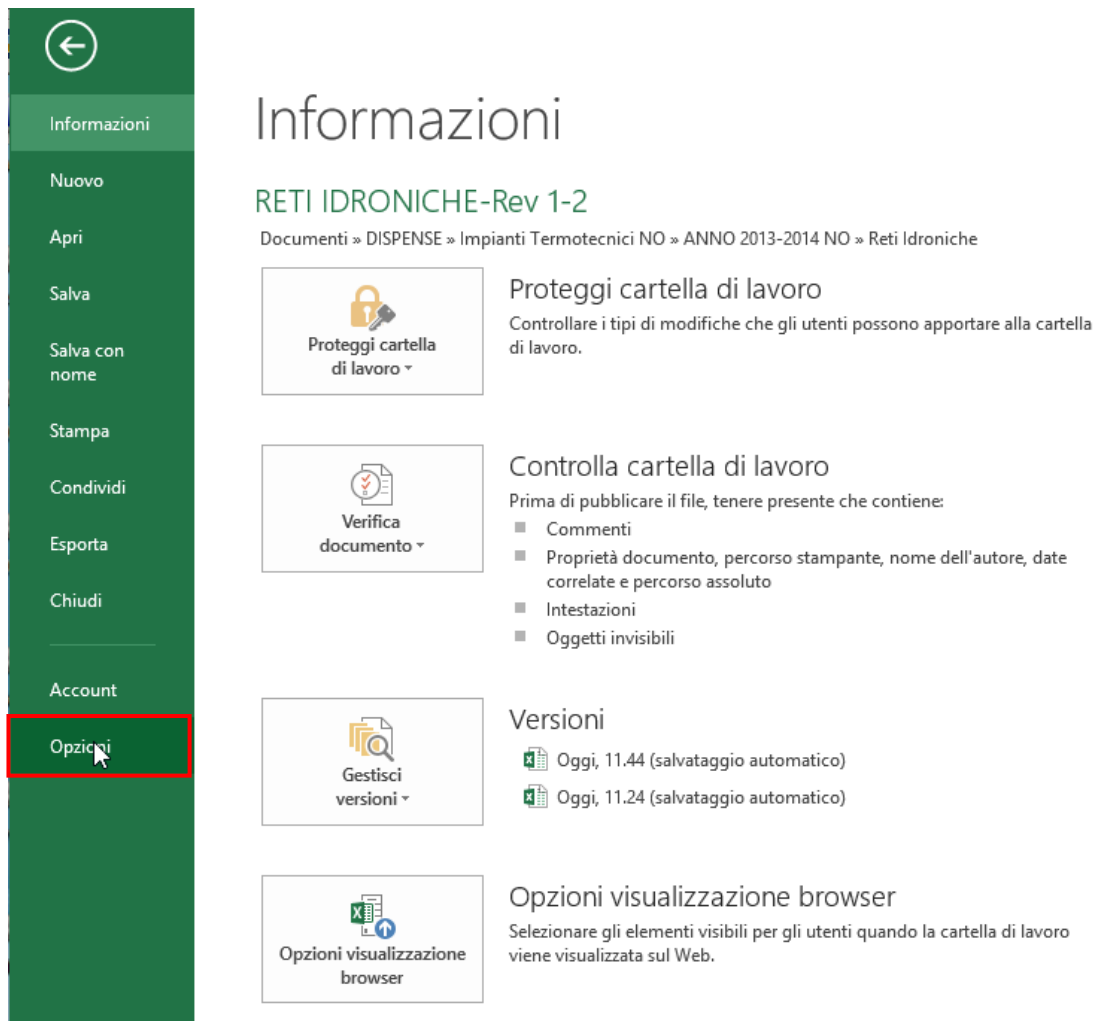 Informazioni
Nuovo
Apri
Salva
Salva con
nome
Stampa
Condividi
Esporta
Chiudi
Account
Opzioni
Informazioni
RETI IDRONICHE-Rev 1-2
Documenti » DISPENSE » Impianti Termotecnici NO » ANNO 2013-2014 NO » Reti Idroniche
Proteggi cartella
di lavoro
Proteggi cartella di lavoro
Controllare i tipi di modifiche che gli utenti possono apportare alla cartella
di lavoro.
Verifica
documento
Controlla cartella di lavoro
Prima di pubblicare il file, tenere presente che contiene:
Commenti
Proprietà documento, percorso stampante, nome dell'autore, date
correlate e percorso assoluto
Intestazioni
Oggetti invisibili
Gestisci
versioni
Versioni
Oggi, 11.44 (salvataggio automatico)
Oggi, 11.24 (salvataggio automatico)
Opzioni visualizzazione
browser
Opzioni visualizzazione browser
Selezionare gli elementi visibili per gli utenti quando la cartella di lavoro
viene visualizzata sul Web.